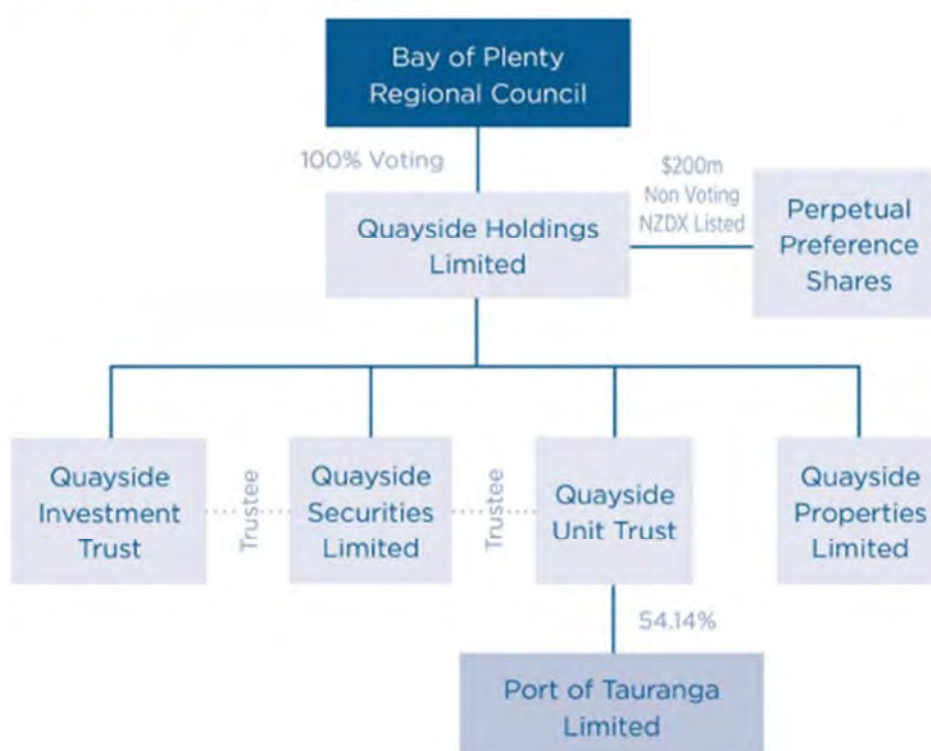 Bay of Plenty
Regional Council
100% Voting
$200m
Non Voting
NZDX Listed
Quayside Holdings
Limited
Perpetual
Preference
Shares
Quayside
Investment
Trust
Trustee
Quayside
Securities
Limited
Trustee
Quayside
Unit Trust
Quayside
Properties
Limited
54.14%
Port of Tauranga
Limited